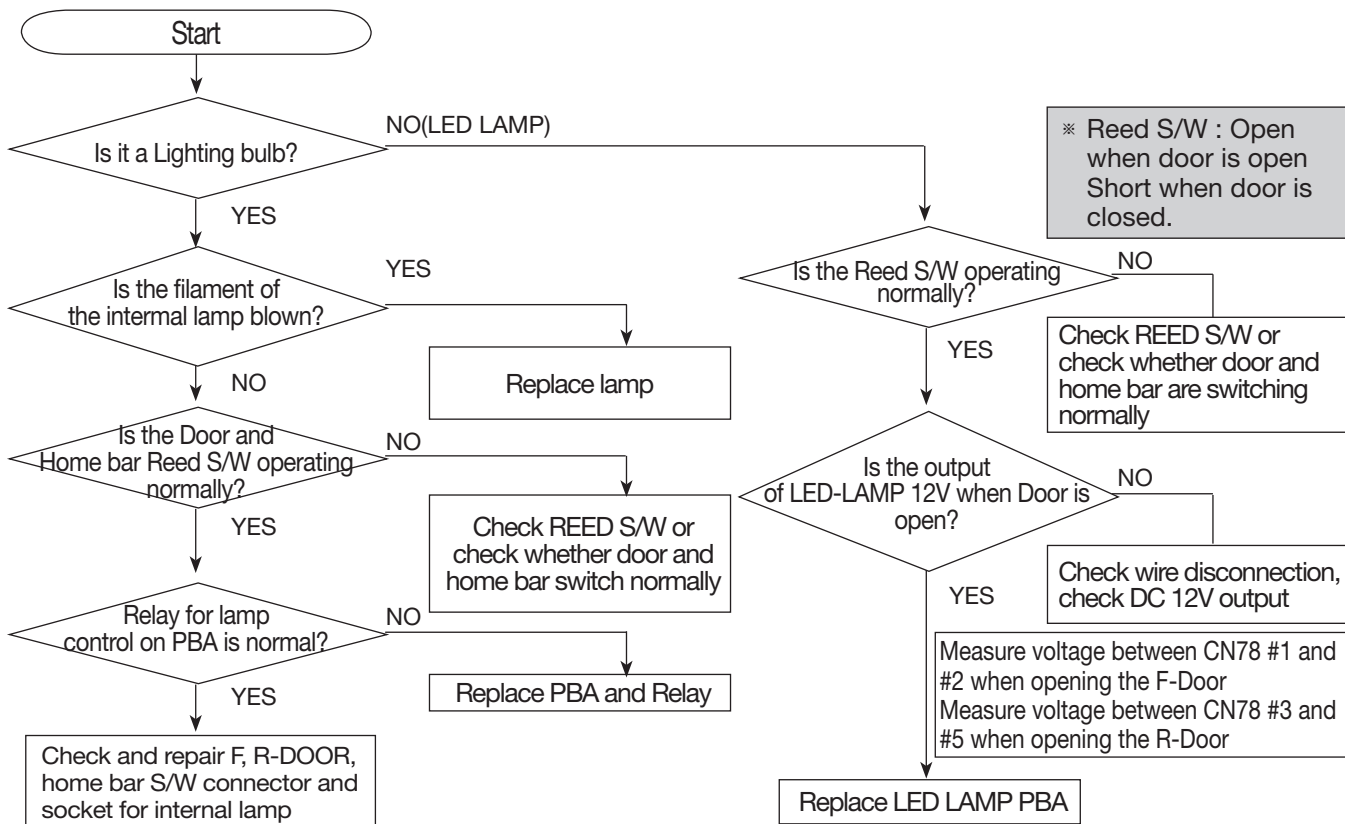 Start
Is it a Lighting bulb?
NO(LED LAMP)
YES
※ Reed S/W : Open
when door is open
Short when door is
closed.
Is the filament of
the internal lamp blown?
YES
NO
Replace lamp
Is the Reed S/W operating
normally?
NO
YES
Check REED S/W or
check whether door and
home bar are switching
normally
Is the Door and
Home bar Reed S/W operating
normally?
NO
YES
Check REED S/W or
check whether door and
home bar switch normally
Is the output
of LED-LAMP 12V when Door is
open?
NO
YES
Check wire disconnection,
check DC 12V output
Relay for lamp
control on PBA is normal?
NO
YES
Replace PBA and Relay
Measure voltage between CN78 #1 and
#2 when opening the F-Door
Measure voltage between CN78 #3 and
#5 when opening the R-Door
Check and repair F, R-DOOR,
home bar S/W connector and
socket for internal lamp
Replace LED LAMP PBA